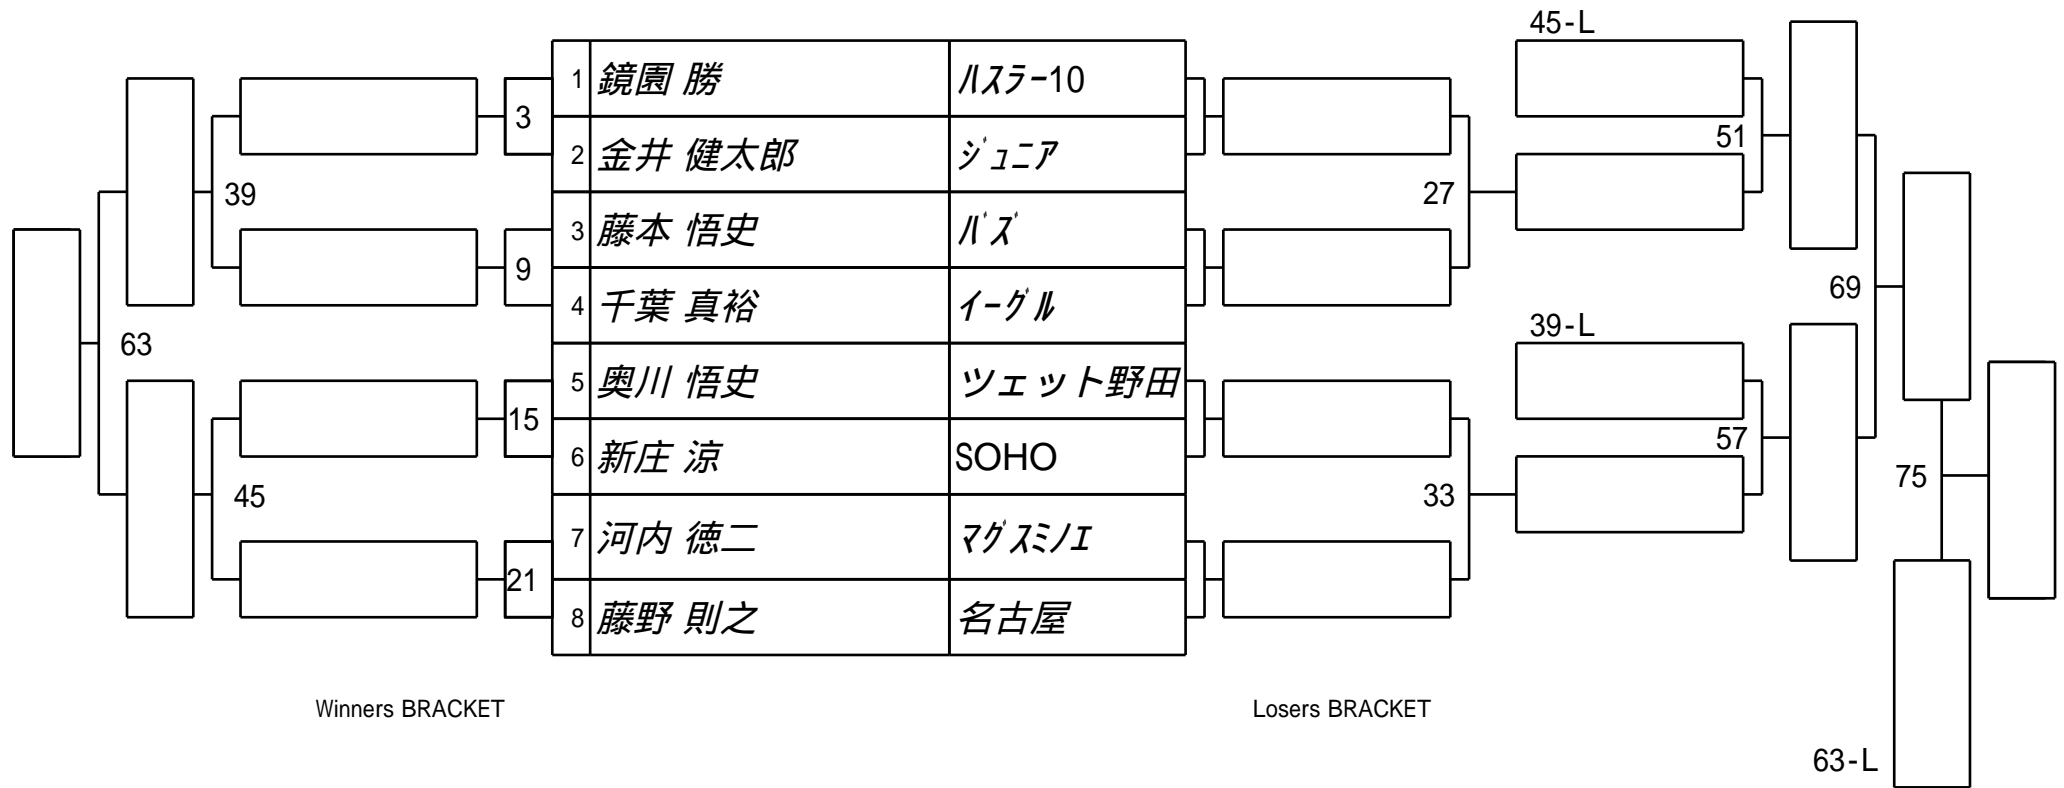 45-L
1 鏡園 勝 ﾊｽﾗｰ10
3
51
2 金井 健太郎 ｼﾞｭﾆｱ
39 27
3 藤本 悟史 ﾊﾞｽﾞ
9
69
4 千葉 真裕 ｲｰｸﾞﾙ
39-L
63
5 奥川 悟史 ツェット野田
15
57
6 新庄 涼 SOHO
75
45 33
7 河内 徳二 ﾏｸﾞｽﾐﾉｴ
21
8 藤野 則之 名古屋
Winners BRACKET Losers BRACKET
63-L